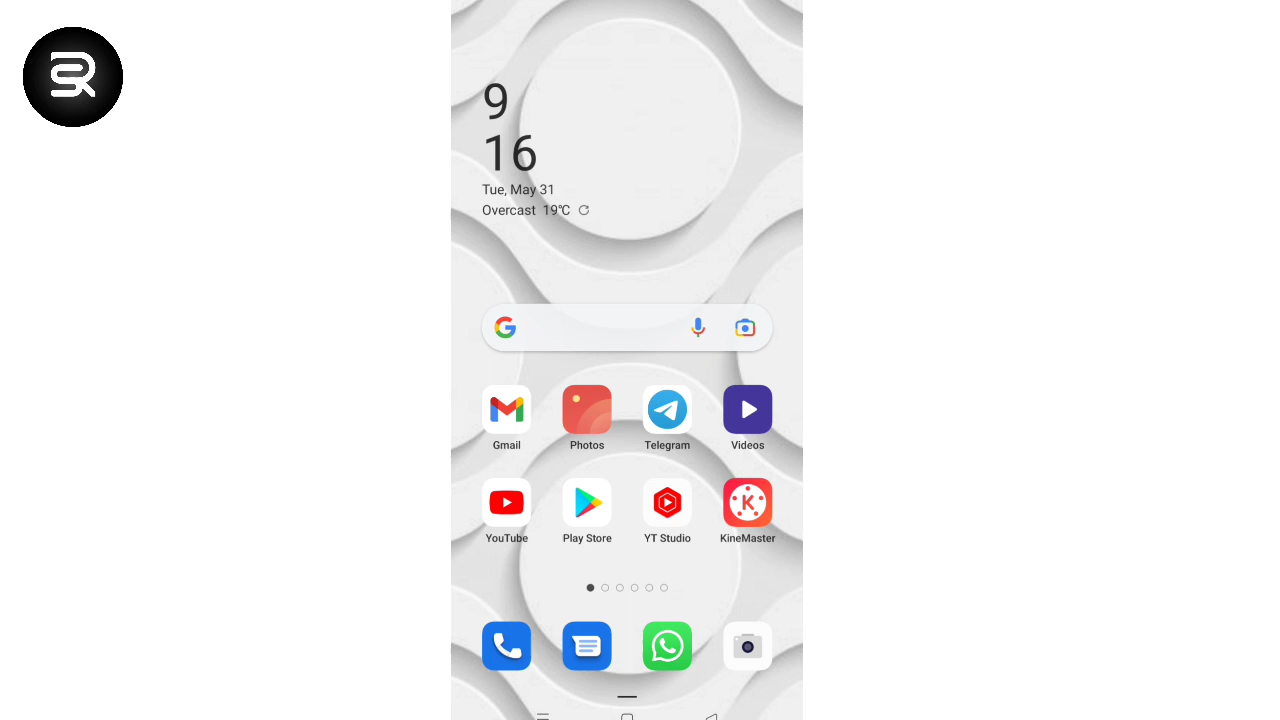 9
16
Tue, May 31
Overcast 19°C
Gmail Photos Telegram Videos
YouTube Play Store YT Studio KineMaster